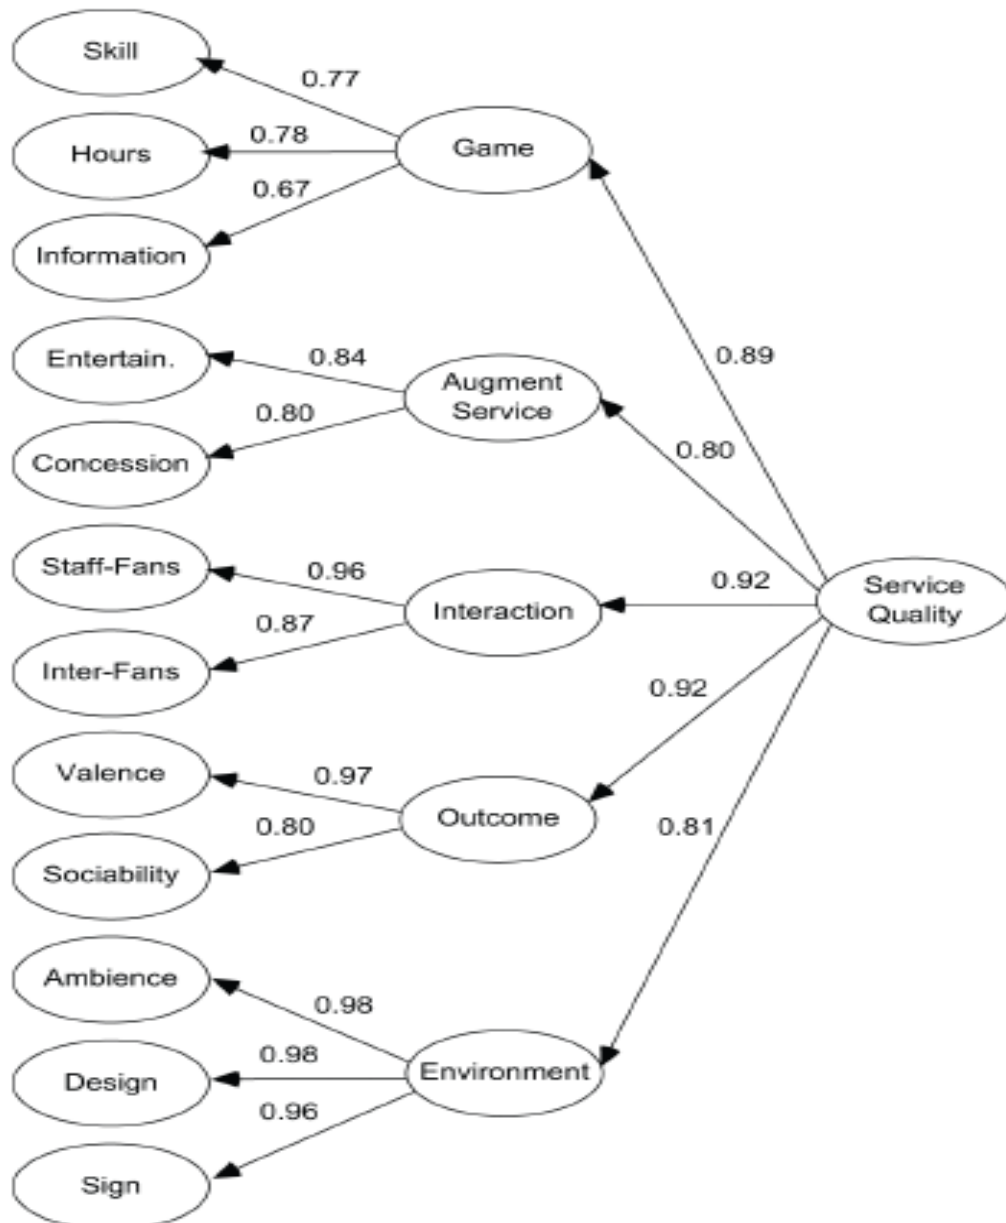 Skill
0.77
0.78
Game
Hours
0.67
Information
Entertain.
0.84
0.89
Augment
Service
0.80
0.80
Concession
Staff-Fans
0.96
0.92
Service
Quality
Interaction
0.87
Inter-Fans
0.92
Valence
0.97
Outcome
0.80
0.81
Sociability
Ambience
0.98
0.98
Environment
Design
0.96
Sign